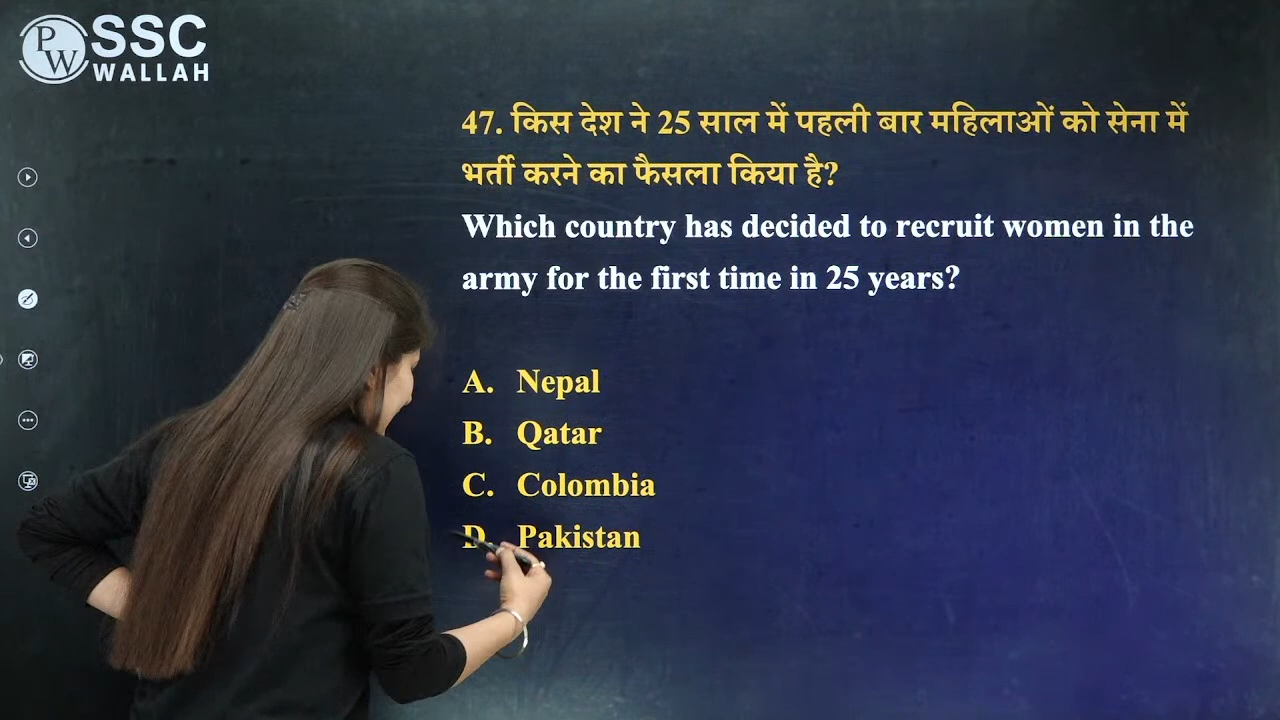 PW
SSC
WALLAH
47. किस देश ने 25 साल में पहली बार महिलाओं को सेना में
भर्ती करने का फैसला किया है?
Which country has decided to recruit women in the
army for the first time in 25 years?
A. Nepal
B. Qatar
C. Colombia
D. Pakistan